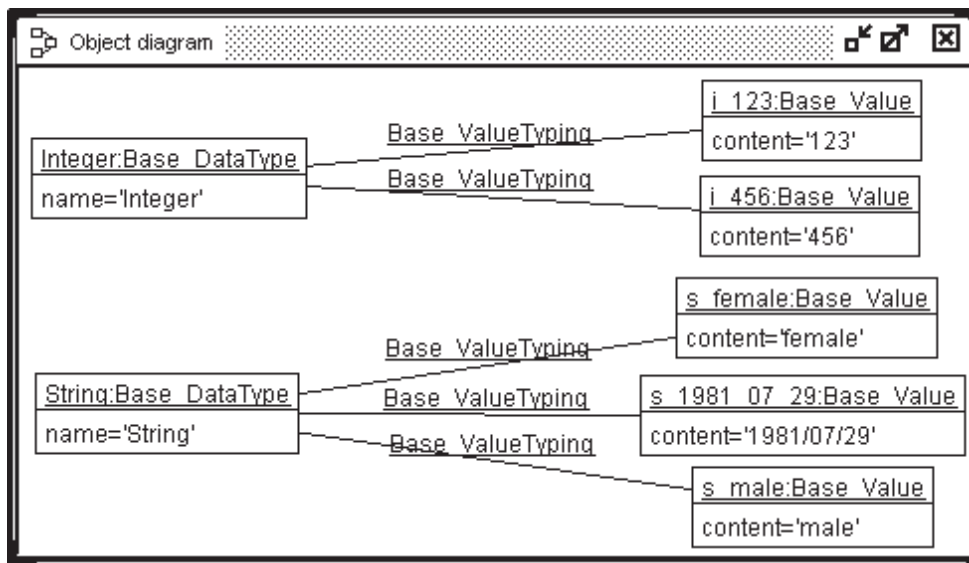 Object diagram
Integer:Base_DataType
name='Integer'
Base_ValueTyping
i_123:Base_Value
content='123'
Base_ValueTyping
i_456:Base_Value
content='456'
String:Base_DataType
name='String'
Base_ValueTyping
s_female:Base_Value
content='female'
Base_ValueTyping
s_1981_07_29:Base_Value
content='1981/07/29'
Base_ValueTyping
s_male:Base_Value
content='male'